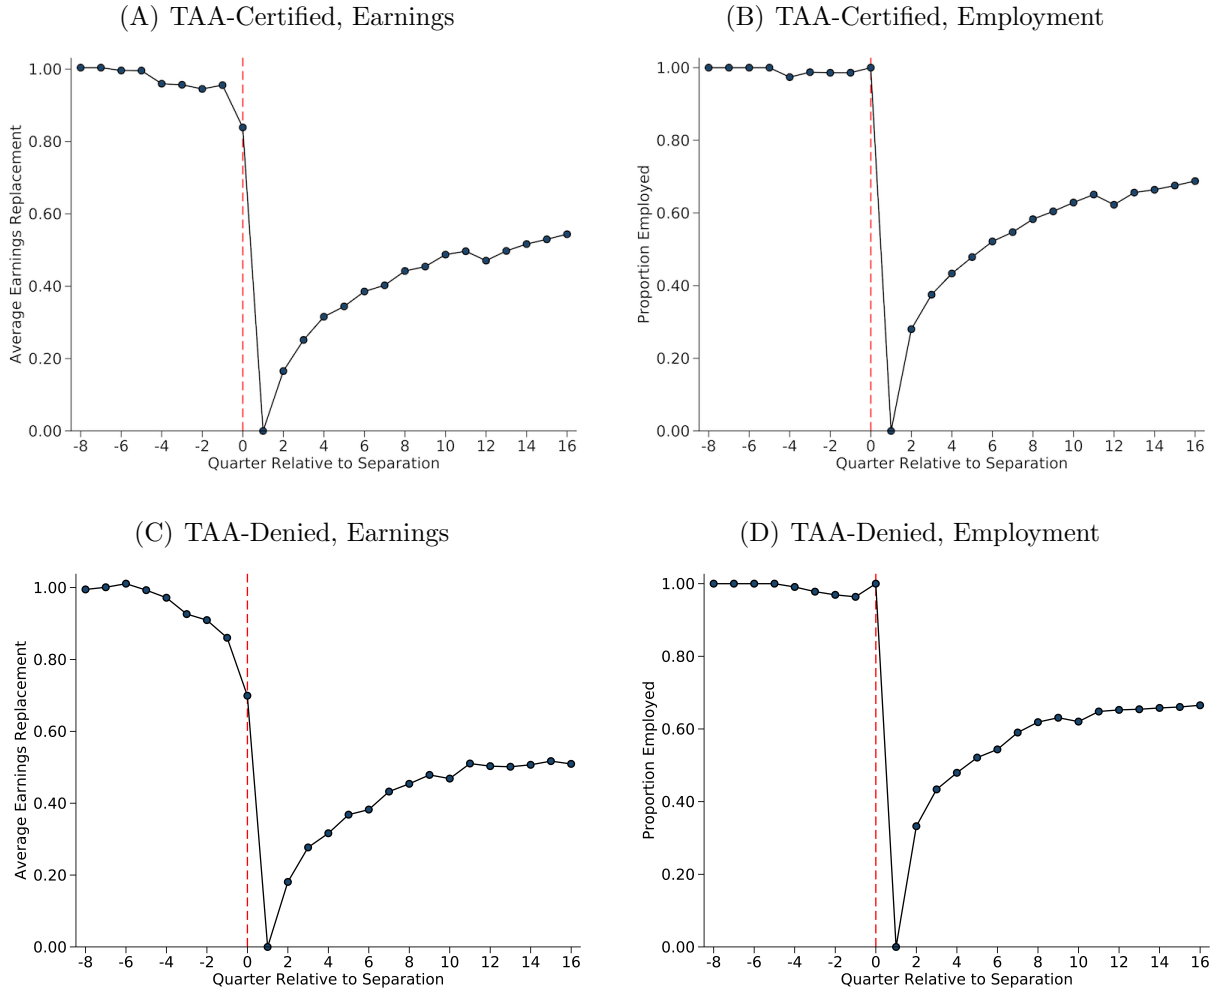 (A) TAA-Certified, Earnings
Average Earnings Replacement
1.00
0.80
0.60
0.40
0.20
0.00
-8 -6 -4 -2 0 2 4 6 8 10 12 14 16
Quarter Relative to Separation
(B) TAA-Certified, Employment
Proportion Employed
1.00
0.80
0.60
0.40
0.20
0.00
-8 -6 -4 -2 0 2 4 6 8 10 12 14 16
Quarter Relative to Separation
(C) TAA-Denied, Earnings
Average Earnings Replacement
1.00
0.80
0.60
0.40
0.20
0.00
-8 -6 -4 -2 0 2 4 6 8 10 12 14 16
Quarter Relative to Separation
(D) TAA-Denied, Employment
Proportion Employed
1.00
0.80
0.60
0.40
0.20
0.00
-8 -6 -4 -2 0 2 4 6 8 10 12 14 16
Quarter Relative to Separation